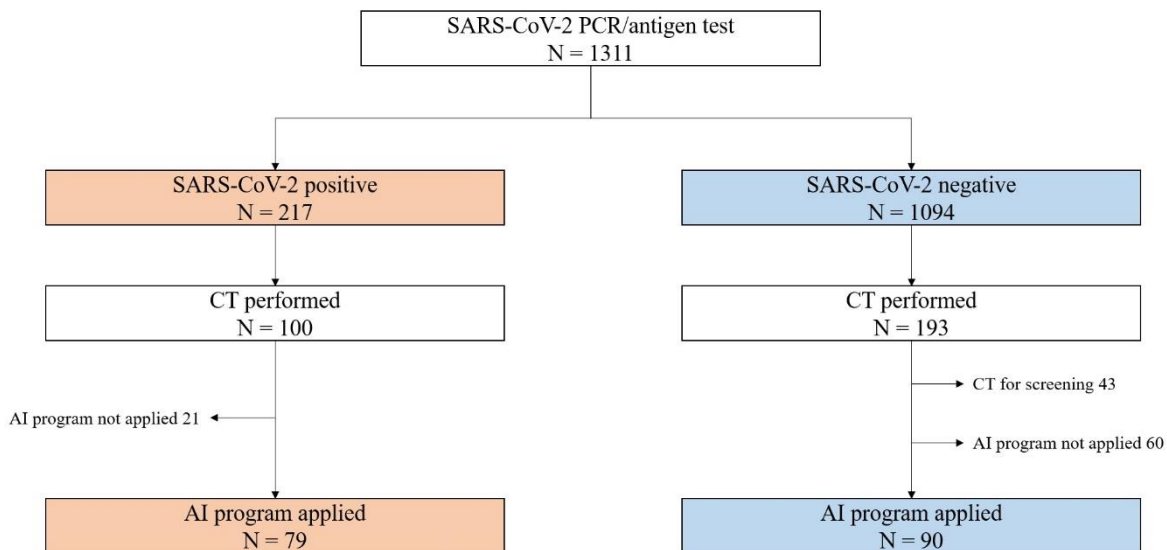 SARS-CoV-2 PCR/antigen test
N = 1311
SARS-CoV-2 positive
N = 217
SARS-CoV-2 negative
N = 1094
CT performed
N = 100
CT performed
N = 193
CT for screening 43
AI program not applied 21
AI program not applied 60
AI program applied
N = 79
AI program applied
N = 90